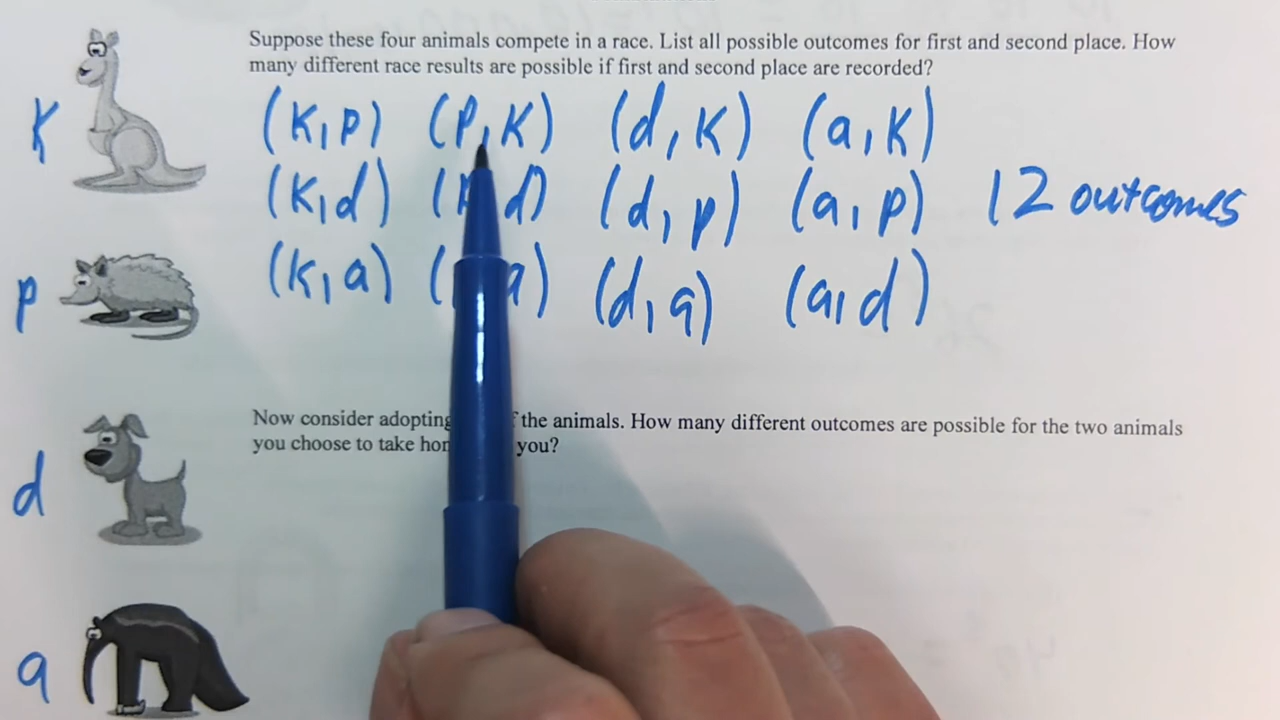 Suppose these four animals compete in a race. List all possible outcomes for first and second place. How
many different race results are possible if first and second place are recorded?
K
(K,p) (p,K) (d,K) (a,K)
(K,d) d) (d,p) (a,p) 12 outcomes
(K,a) ( a) (d,a) (a,d)
p
Now consider adopting the animals. How many different outcomes are possible for the two animals
you choose to take you?
d
a